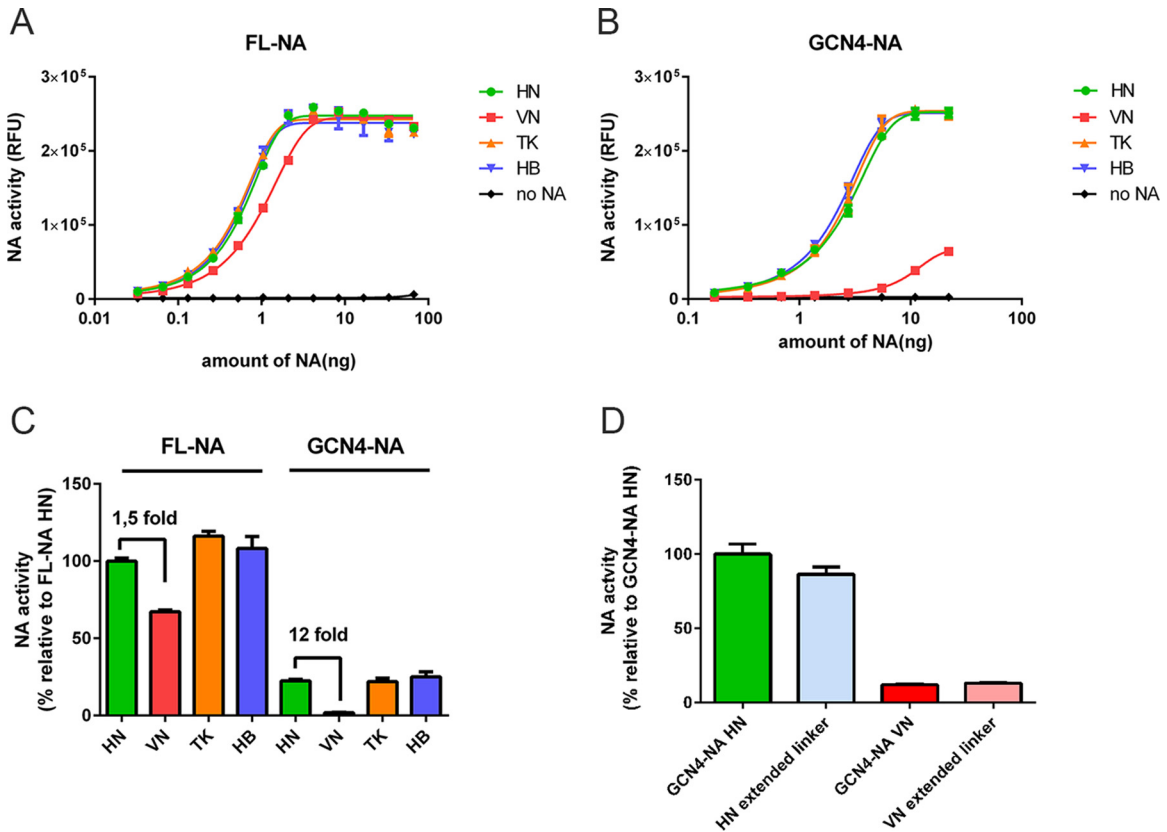 A
FL-NA
NA activity (RFU)
3×10⁵
2×10⁵
1×10⁵
0
0.01
0.1
1
10
100
amount of NA(ng)
HN
VN
TK
HB
no NA
B
GCN4-NA
NA activity (RFU)
3×10⁵
2×10⁵
1×10⁵
0
0.1
1
10
100
amount of NA(ng)
HN
VN
TK
HB
no NA
C
FL-NA
GCN4-NA
NA activity
(% relative to FL-NA HN)
150
100
50
0
1,5 fold
12 fold
HN
VN
TK
HB
HN
VN
TK
HB
D
NA activity
(% relative to GCN4-NA HN)
150
100
50
0
GCN4-NA HN
HN extended linker
GCN4-NA VN
VN extended linker